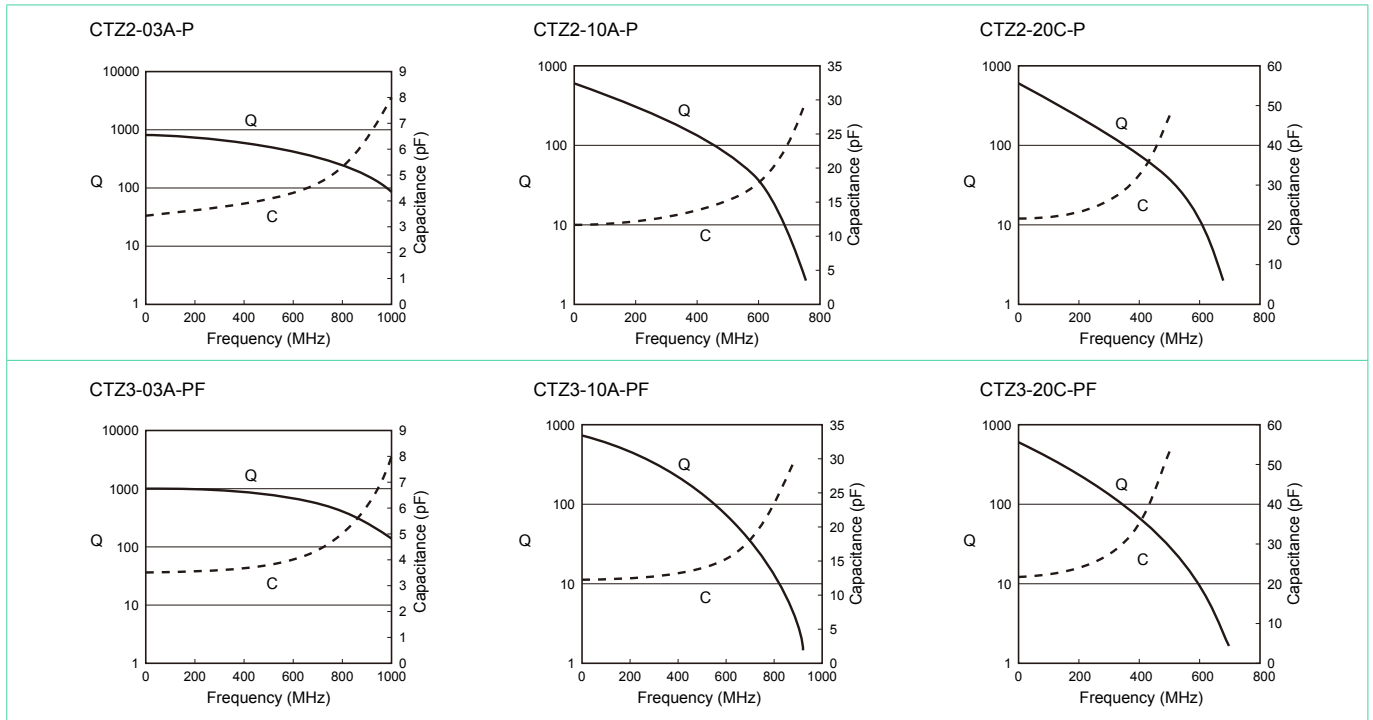 CTZ2-03A-P
10000
1000
100
10
1
Q
Q
C
9
8
7
6
5
4
3
2
1
0
Capacitance (pF)
0 200 400 600 800 1000
Frequency (MHz)
CTZ2-10A-P
1000
100
10
1
Q
Q
C
35
30
25
20
15
10
5
0
Capacitance (pF)
0 200 400 600 800
Frequency (MHz)
CTZ2-20C-P
1000
100
10
1
Q
Q
C
60
50
40
30
20
10
0
Capacitance (pF)
0 200 400 600 800
Frequency (MHz)
CTZ3-03A-PF
10000
1000
100
10
1
Q
Q
C
9
8
7
6
5
4
3
2
1
0
Capacitance (pF)
0 200 400 600 800 1000
Frequency (MHz)
CTZ3-10A-PF
1000
100
10
1
Q
Q
C
35
30
25
20
15
10
5
0
Capacitance (pF)
0 200 400 600 800 1000
Frequency (MHz)
CTZ3-20C-PF
1000
100
10
1
Q
Q
C
60
50
40
30
20
10
0
Capacitance (pF)
0 200 400 600 800
Frequency (MHz)